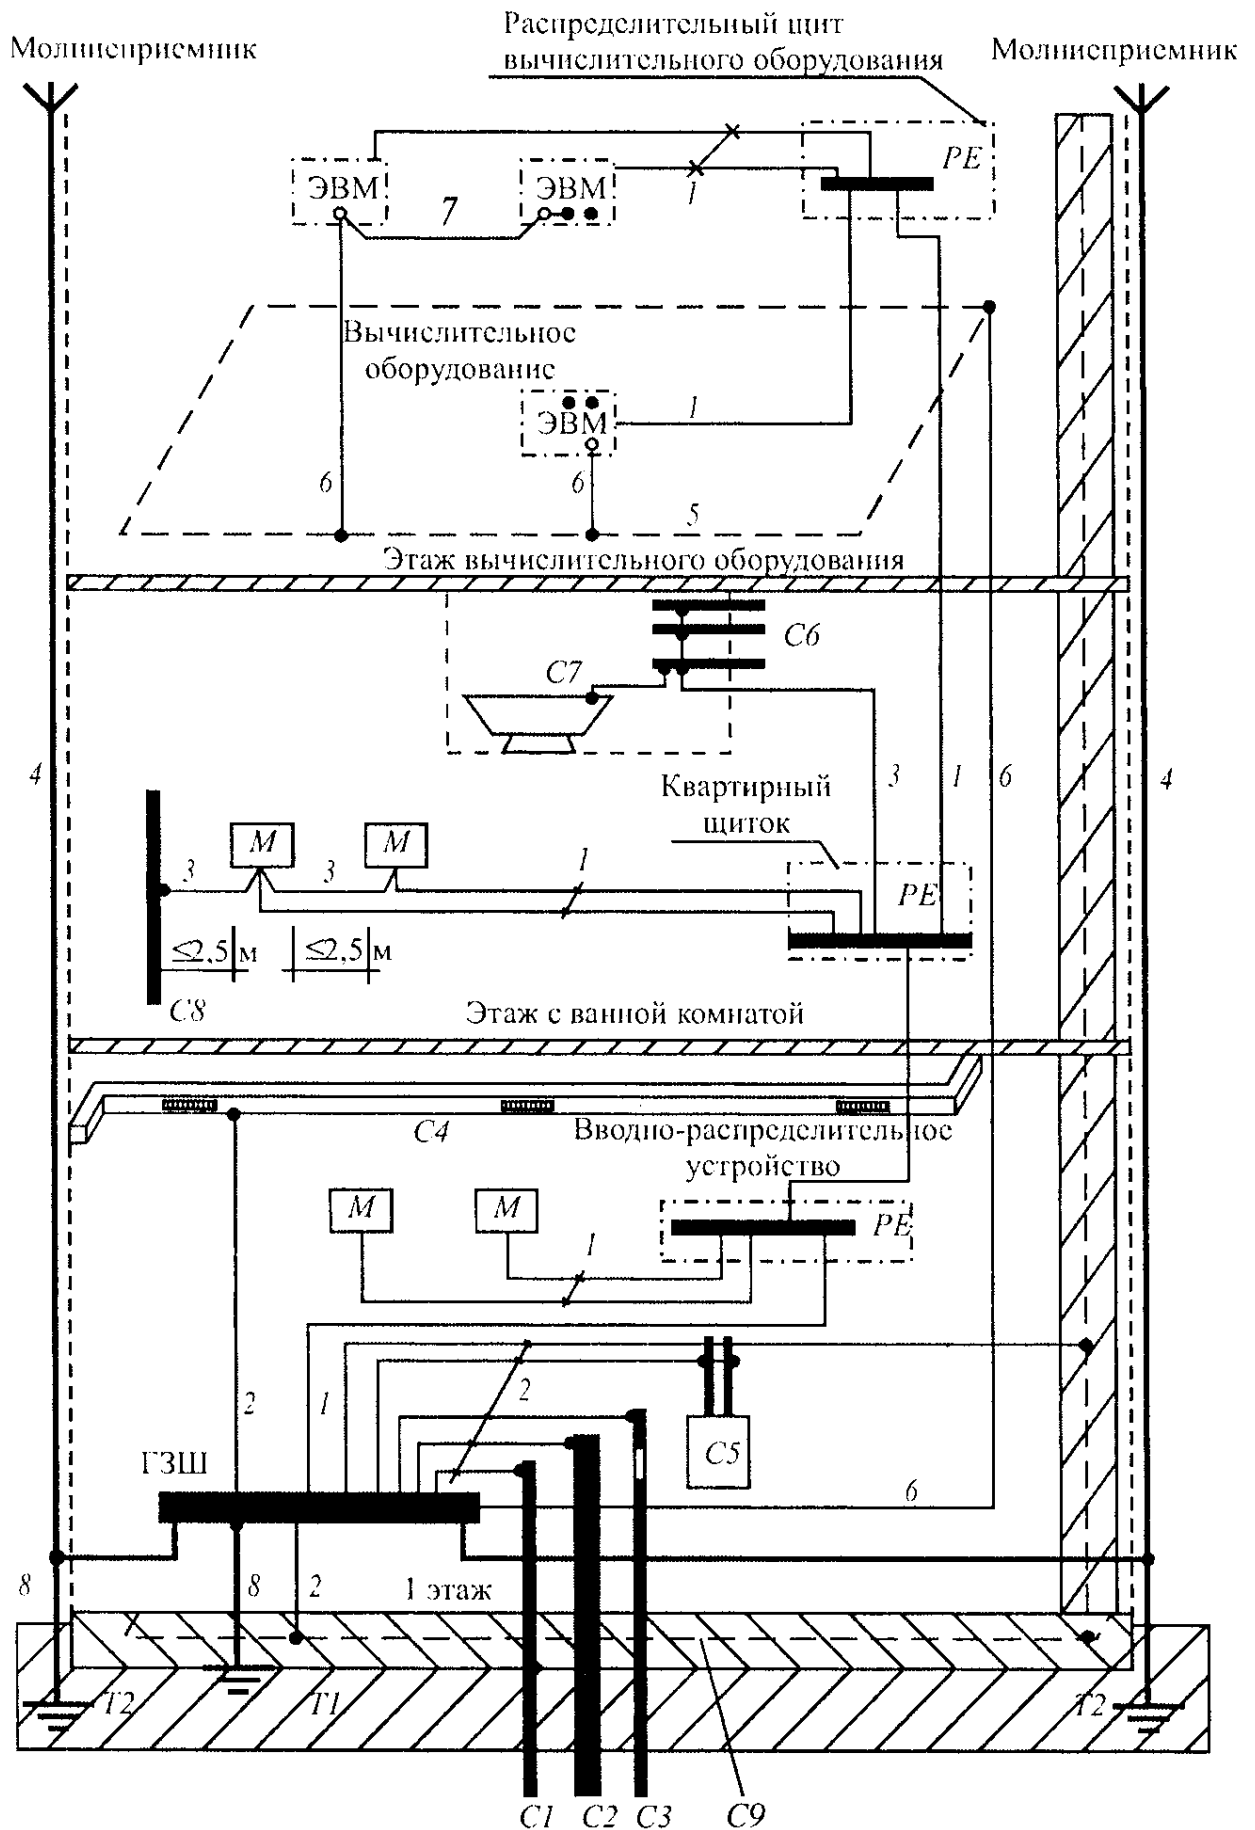 Распределительный щит
вычислительного оборудования
Молниеприемник
Молниеприемник
PE
ЭВМ
ЭВМ
1
7
Вычислительное
оборудование
ЭВМ
1
6
6
5
Этаж вычислительного оборудования
C6
C7
4
3
1
6
4
Квартирный
щиток
M
M
3
3
1
PE
≤2,5 м
≤2,5 м
C8
Этаж с ванной комнатой
C4
Вводно-распределительное
устройство
M
M
PE
1
2
1
2
C5
ГЗШ
6
8
8
2
1 этаж
T2
T1
T2
C1
C2
C3
C9